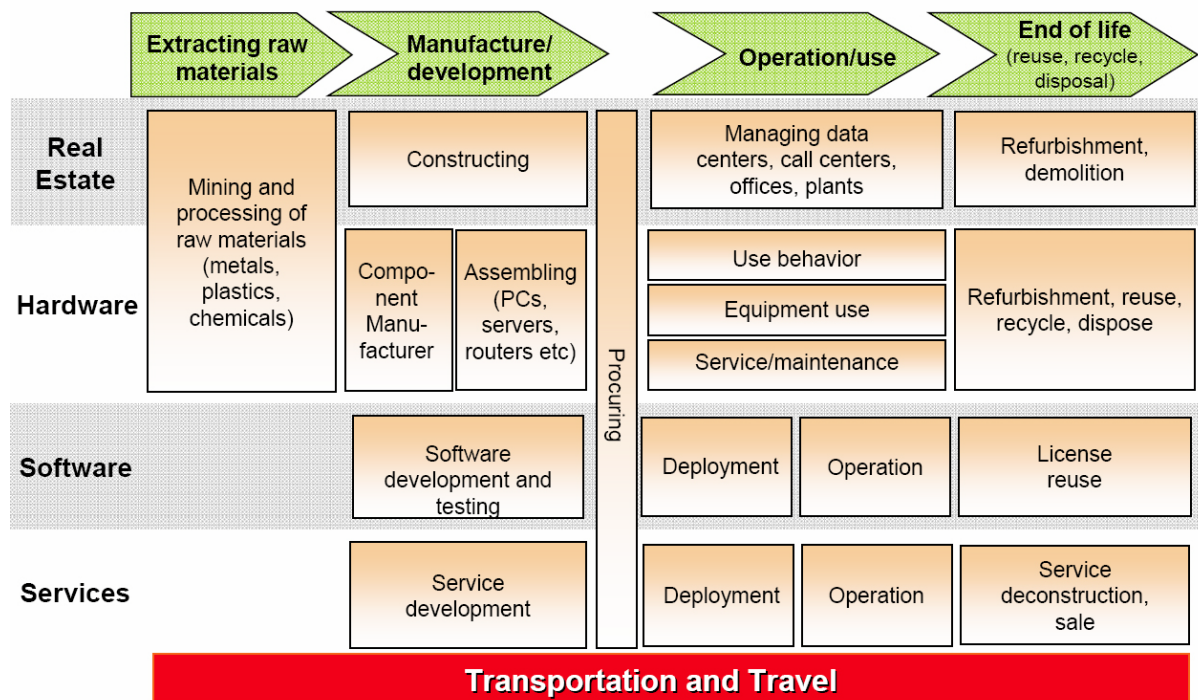 Extracting raw
materials
Manufacture/
development
Operation/use
End of life
(reuse, recycle,
disposal)
Real
Estate
Mining and
processing of
raw materials
(metals,
plastics,
chemicals)
Constructing
Procuring
Managing data
centers, call centers,
offices, plants
Refurbishment,
demolition
Hardware
Compo-
nent
Manu-
facturer
Assembling
(PCs,
servers,
routers etc)
Use behavior
Equipment use
Service/maintenance
Refurbishment, reuse,
recycle, dispose
Software
Software
development and
testing
Deployment
Operation
License
reuse
Services
Service
development
Deployment
Operation
Service
deconstruction,
sale
Transportation and Travel